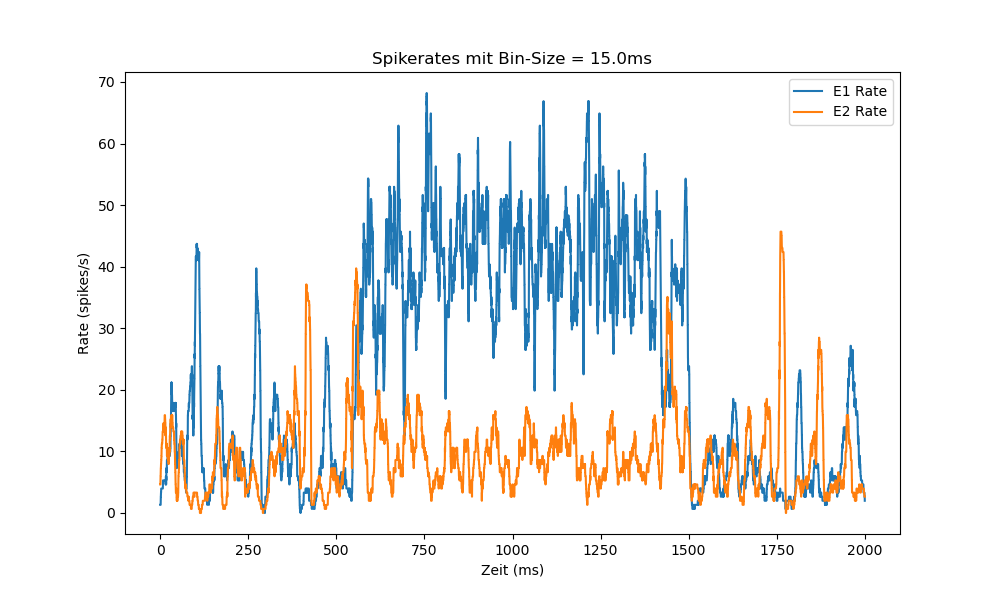 Spikerates mit Bin-Size = 15.0ms
E1 Rate
E2 Rate
Rate (spikes/s)
70
60
50
40
30
20
10
0
0 250 500 750 1000 1250 1500 1750 2000
Zeit (ms)